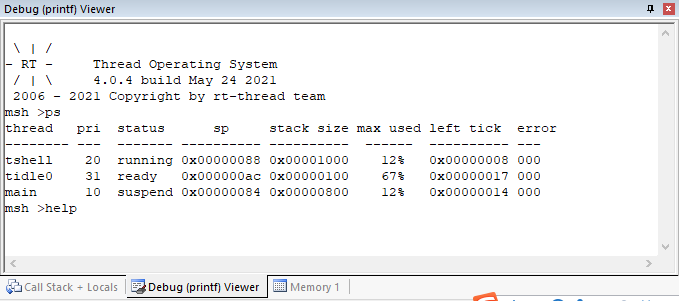 Debug (printf) Viewer
\ | /
- RT -     Thread Operating System
/ | \     4.0.4 build May 24 2021
2006 - 2021 Copyright by rt-thread team
msh >ps
thread   pri  status      sp     stack size max used left tick  error
-------- ---  ------- ---------- ----------  ------  ---------- ---
tshell    20  running 0x00000088 0x00001000    12%   0x00000008 000
tidle0    31  ready   0x000000ac 0x00000100    67%   0x00000017 000
main      10  suspend 0x00000084 0x00000800    12%   0x00000014 000
msh >help
Call Stack + Locals Debug (printf) Viewer Memory 1